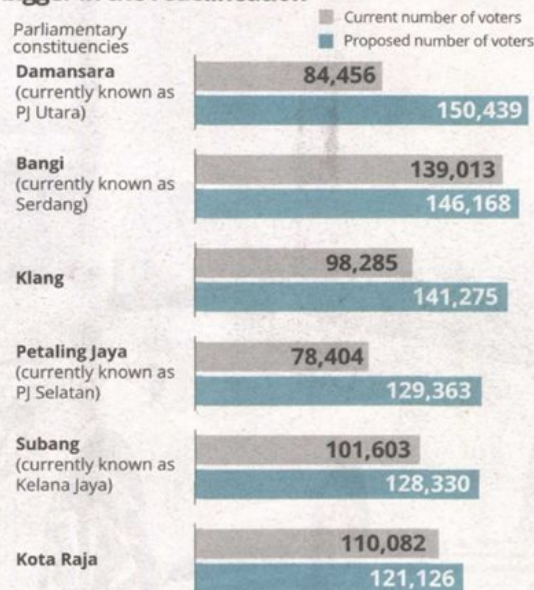 Current number of voters
Proposed number of voters
Parliamentary
constituencies
Damansara
(currently known as
PJ Utara)
84,456
150,439
Bangi
(currently known as
Serdang)
139,013
146,168
Klang
98,285
141,275
Petaling Jaya
(currently known as
PJ Selatan)
78,404
129,363
Subang
(currently known as
Kelana Jaya)
101,603
128,330
Kota Raja
110,082
121,126